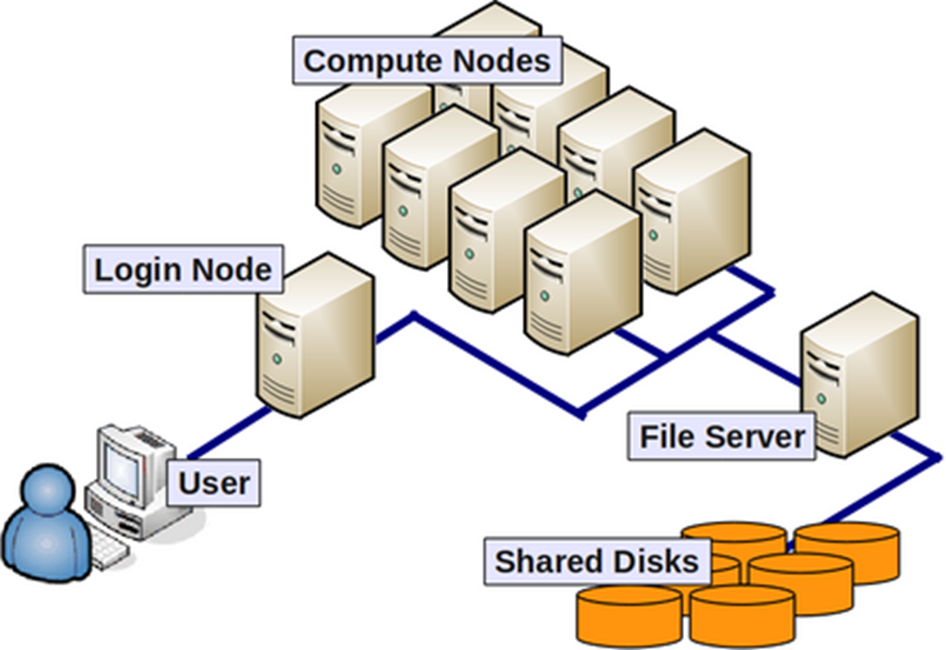 Compute Nodes
Login Node
File Server
User
Shared Disks